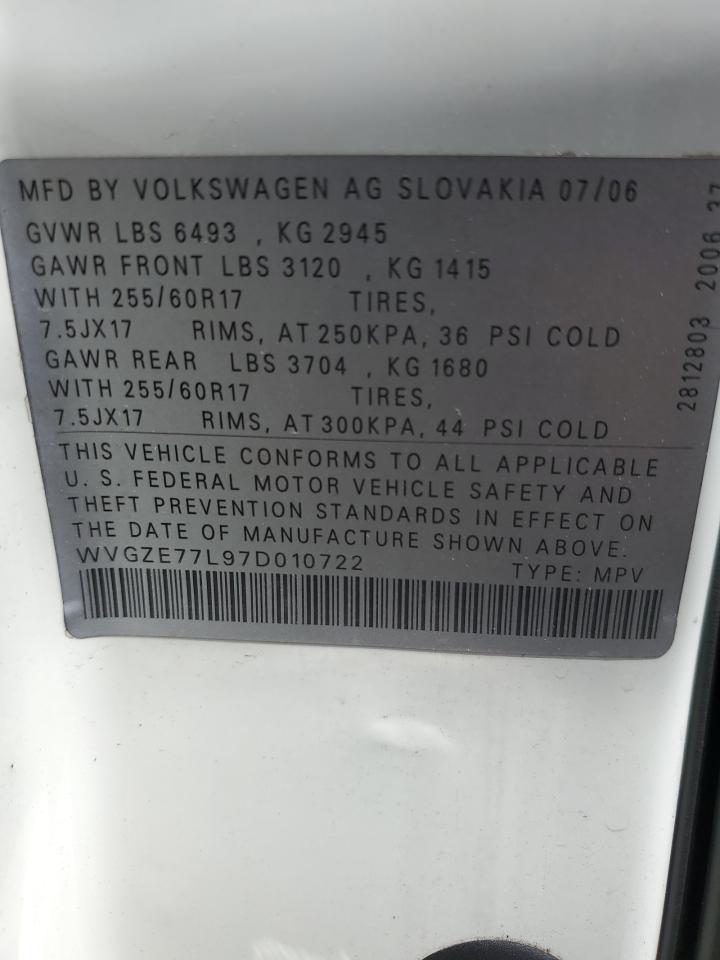 MFD BY VOLKSWAGEN AG SLOVAKIA 07/06
GVWR LBS 6493 , KG 2945
GAWR FRONT LBS 3120 , KG 1415
WITH 255/60R17 TIRES,
7.5JX17 RIMS, AT 250KPA, 36 PSI COLD
GAWR REAR LBS 3704 , KG 1680
WITH 255/60R17 TIRES,
7.5JX17 RIMS, AT 300KPA, 44 PSI COLD
THIS VEHICLE CONFORMS TO ALL APPLICABLE
U. S. FEDERAL MOTOR VEHICLE SAFETY AND
THEFT PREVENTION STANDARDS IN EFFECT ON
THE DATE OF MANUFACTURE SHOWN ABOVE.
WVGZE77L97D010722 TYPE: MPV
2812803 2006 37